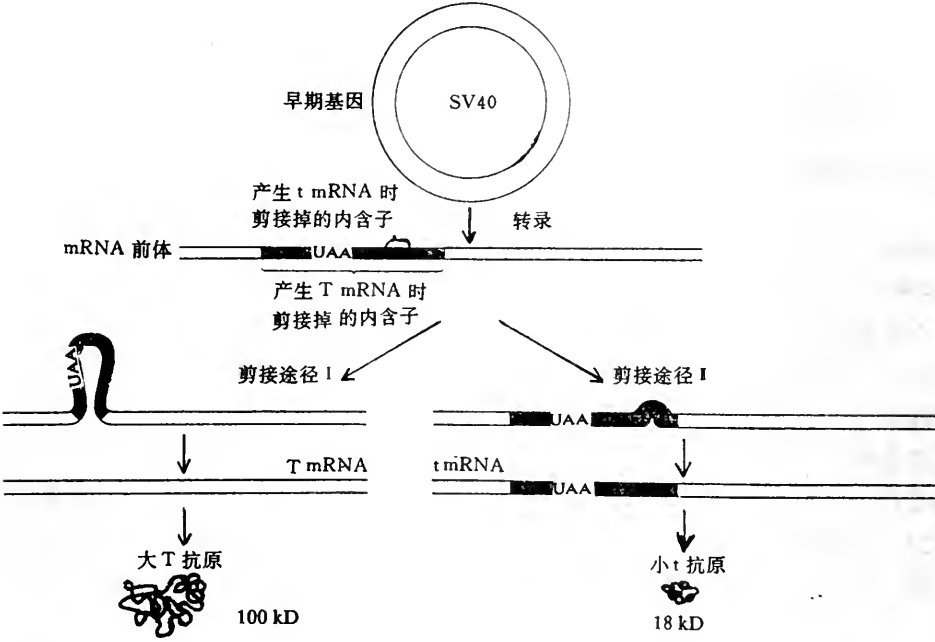 早期基因
SV40
产生 t mRNA 时
剪接掉的内含子
转录
mRNA 前体
UAA
产生 T mRNA 时
剪接掉 的内含子
UAA
剪接途径 I
剪接途径 II
UAA
T mRNA
t mRNA
UAA
大 T 抗原
小 t 抗原
100 kD
18 kD